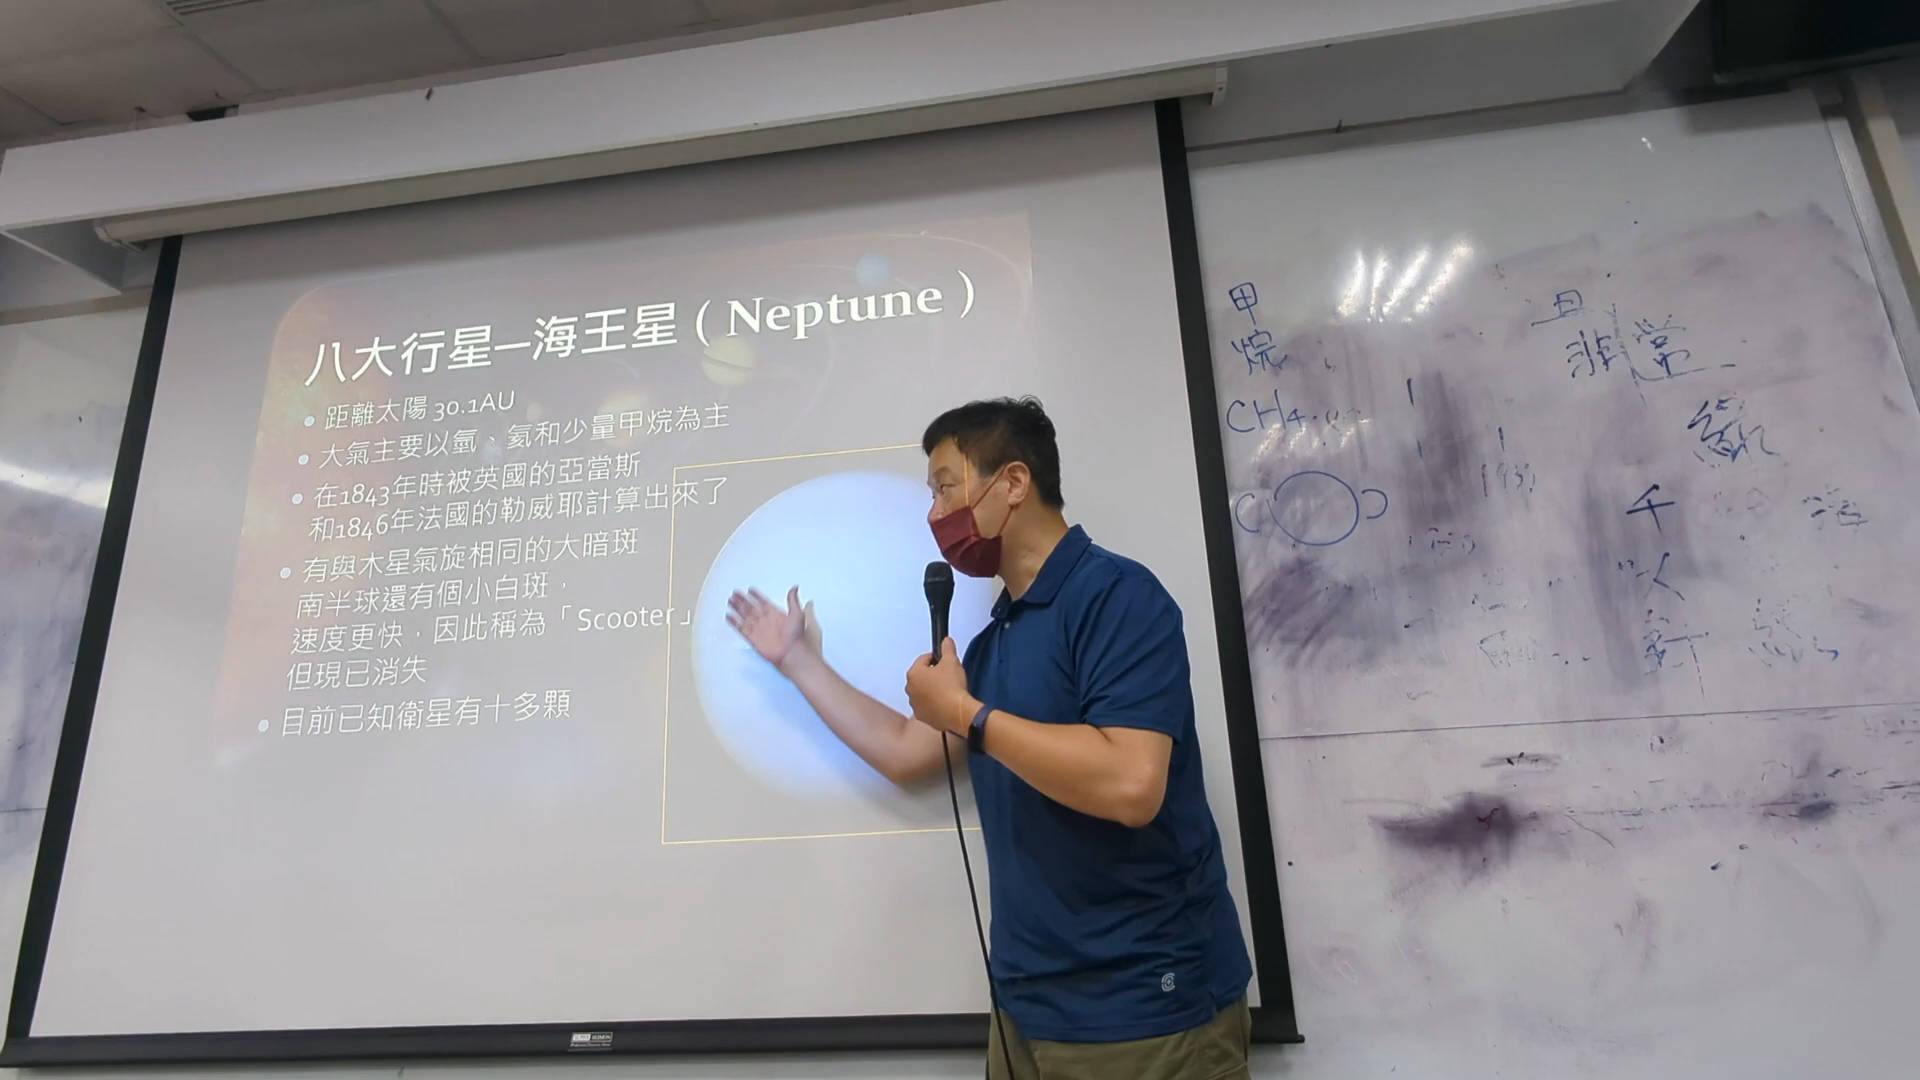 八大行星—海王星（Neptune）
• 距離太陽 30.1AU
• 大氣主要以氫、氦和少量甲烷為主
• 在1843年時被英國的亞當斯
和1846年法國的勒威耶計算出來了
• 有與木星氣旋相同的大暗斑
南半球還有個小白斑，
速度更快，因此稱為「Scooter」
但現已消失
• 目前已知衛星有十多顆
甲
烷
CH4
且
非常
千